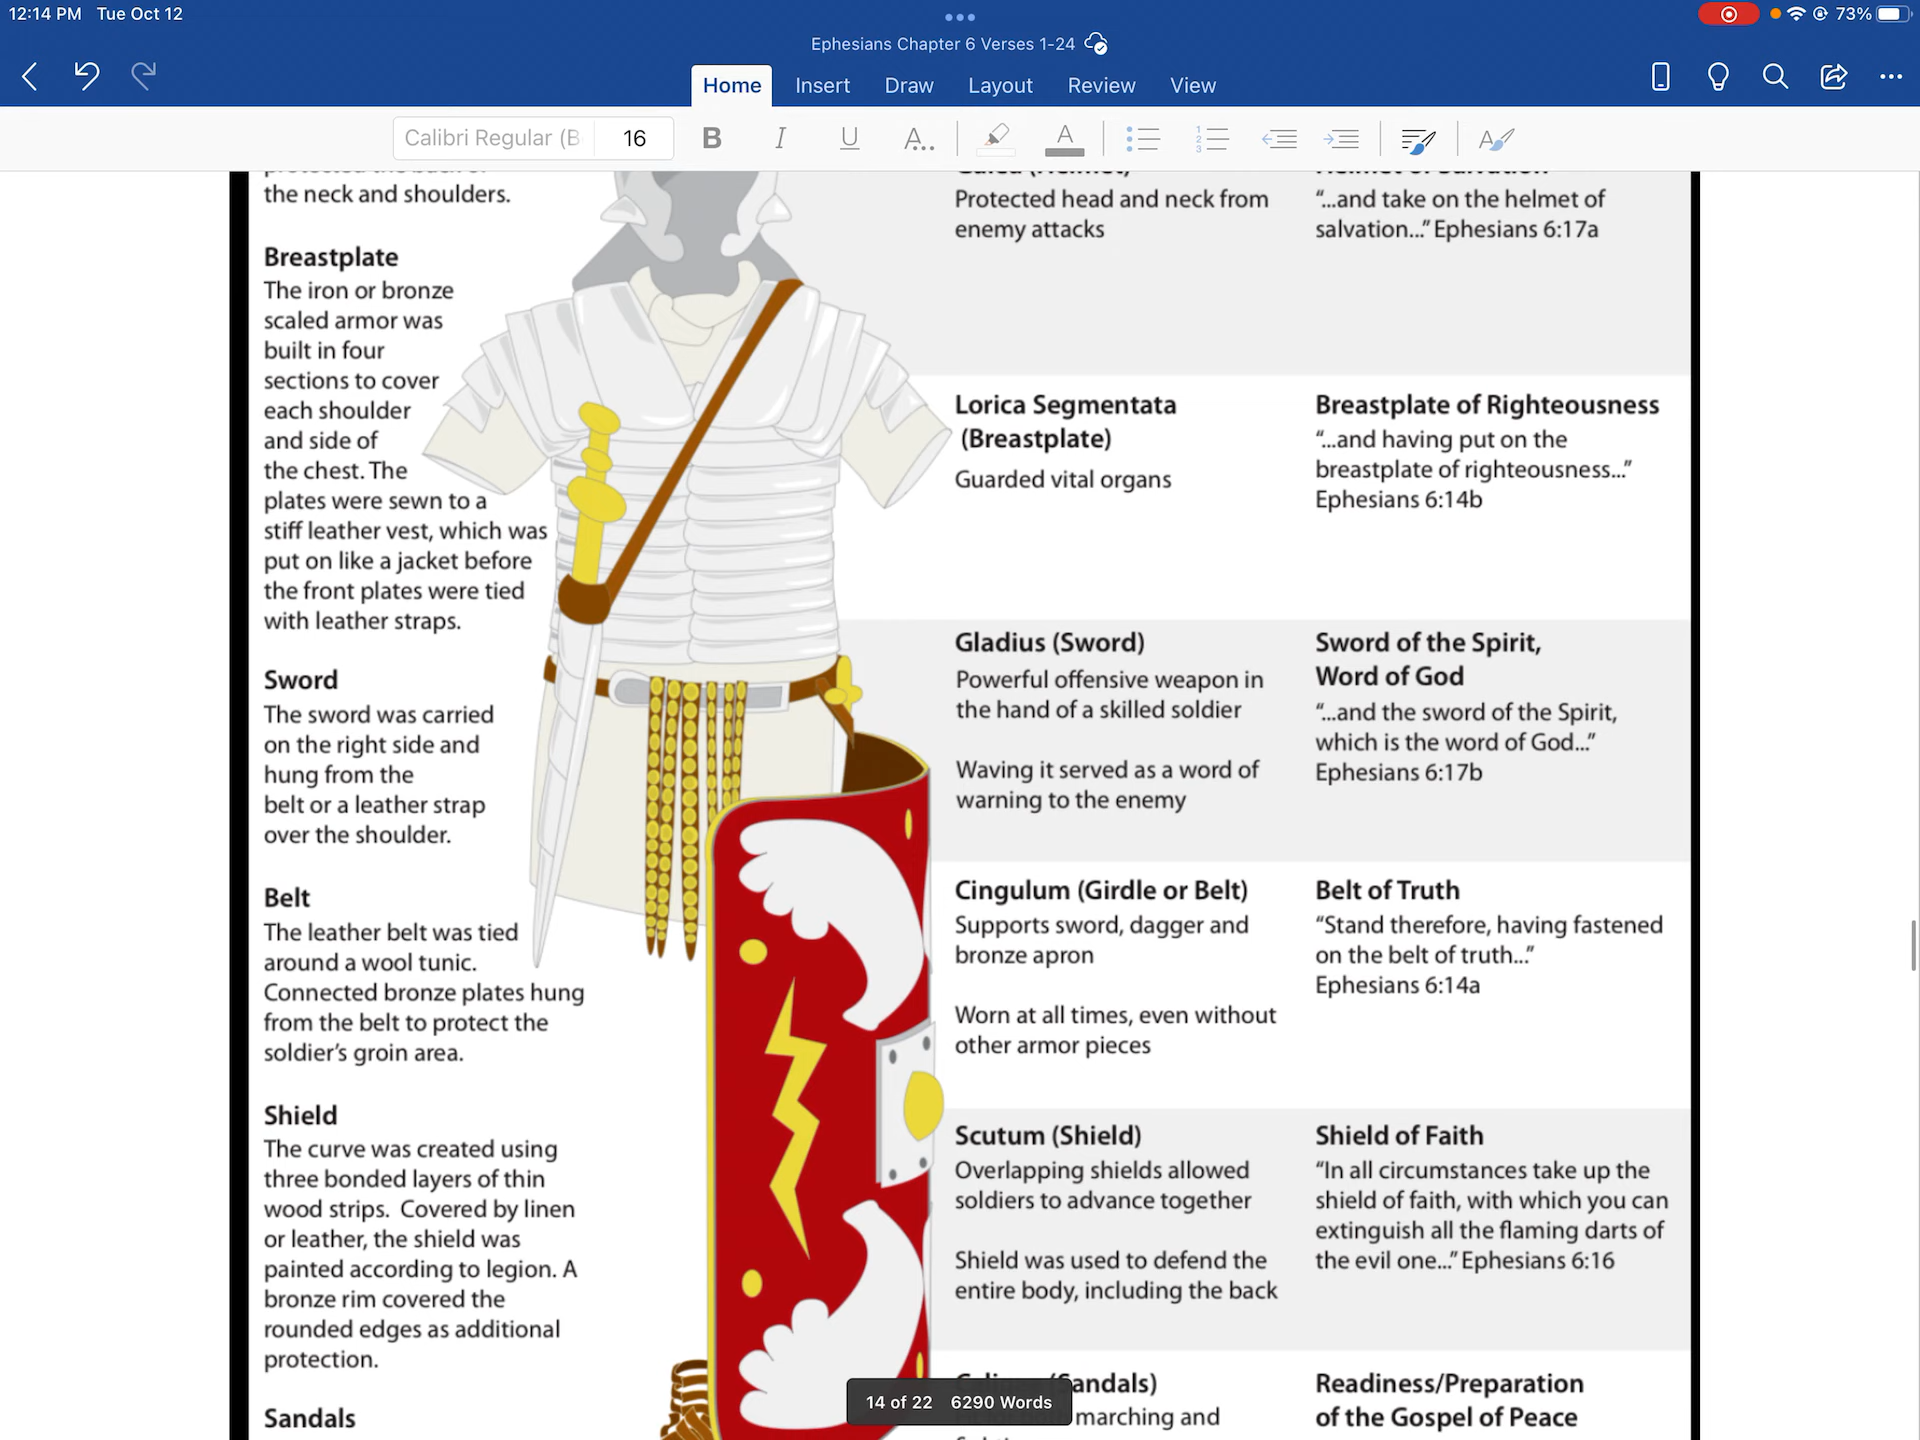 12:14 PM Tue Oct 12
73%
Ephesians Chapter 6 Verses 1-24
Home Insert Draw Layout Review View
Calibri Regular (B 16 B I U A...
the neck and shoulders.
Breastplate
The iron or bronze
scaled armor was
built in four
sections to cover
each shoulder
and side of
the chest. The
plates were sewn to a
stiff leather vest, which was
put on like a jacket before
the front plates were tied
with leather straps.
Sword
The sword was carried
on the right side and
hung from the
belt or a leather strap
over the shoulder.
Belt
The leather belt was tied
around a wool tunic.
Connected bronze plates hung
from the belt to protect the
soldier's groin area.
Shield
The curve was created using
three bonded layers of thin
wood strips.  Covered by linen
or leather, the shield was
painted according to legion. A
bronze rim covered the
rounded edges as additional
protection.
Sandals
Galea (Helmet)
Protected head and neck from
enemy attacks
Helmet of Salvation
“...and take on the helmet of
salvation...” Ephesians 6:17a
Lorica Segmentata
(Breastplate)
Guarded vital organs
Breastplate of Righteousness
“...and having put on the
breastplate of righteousness...”
Ephesians 6:14b
Gladius (Sword)
Powerful offensive weapon in
the hand of a skilled soldier
Waving it served as a word of
warning to the enemy
Sword of the Spirit,
Word of God
“...and the sword of the Spirit,
which is the word of God...”
Ephesians 6:17b
Cingulum (Girdle or Belt)
Supports sword, dagger and
bronze apron
Worn at all times, even without
other armor pieces
Belt of Truth
“Stand therefore, having fastened
on the belt of truth...”
Ephesians 6:14a
Scutum (Shield)
Overlapping shields allowed
soldiers to advance together
Shield was used to defend the
entire body, including the back
Shield of Faith
“In all circumstances take up the
shield of faith, with which you can
extinguish all the flaming darts of
the evil one...” Ephesians 6:16
(Sandals)
marching and
Readiness/Preparation
of the Gospel of Peace
14 of 22 6290 Words